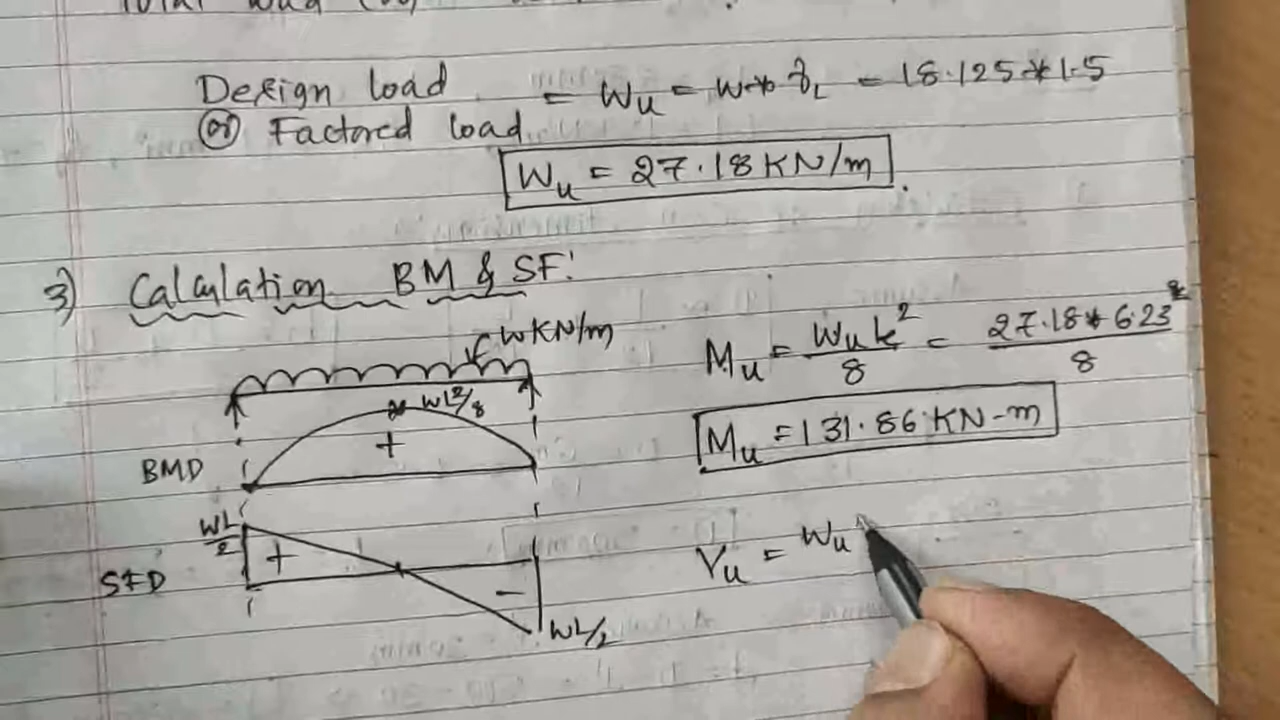 Total
Design load = Wu = w * γL = 18.125 * 1.5
(or) Factored load
Wu = 27.18 KN/m
3) Calculation BM & SF:
w KN/m
Mu = Wu L² / 8 = 27.18 * 6.23² / 8
WL²/8
+
BMD
Mu = 131.86 KN-m
WL/2
+
Vu = Wu
SFD
-
WL/2